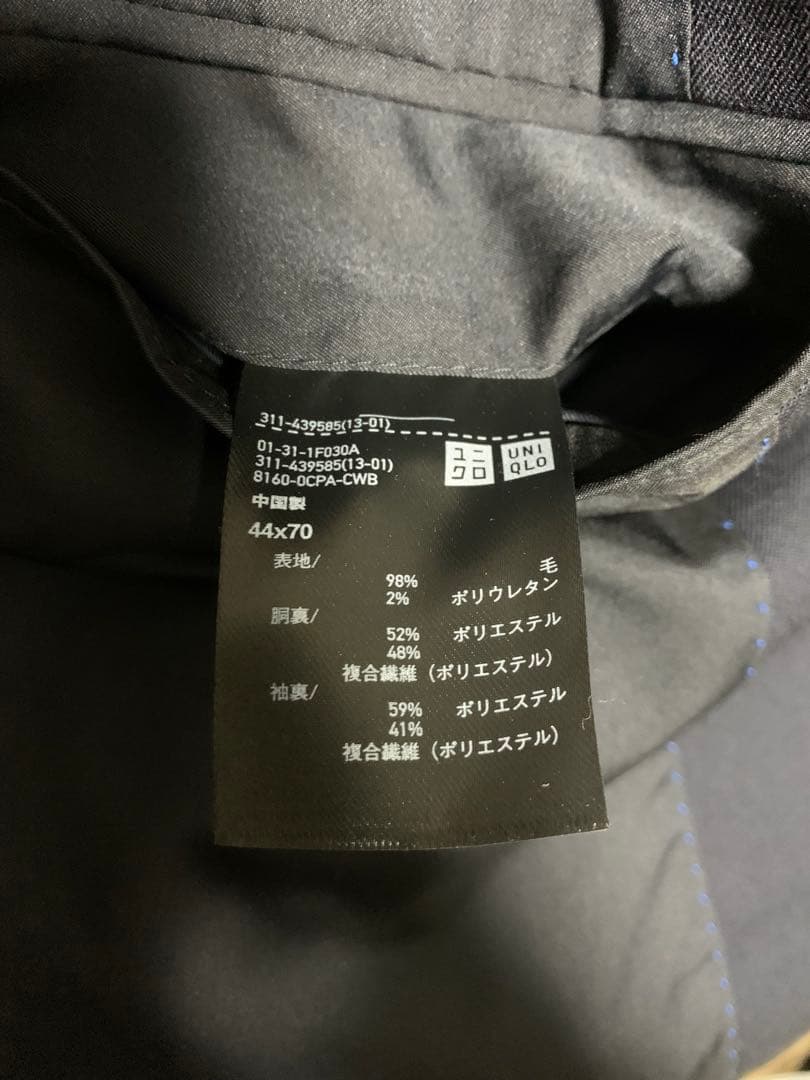 311-439585(13-01)
01-31-1F030A
311-439585(13-01)
8160-0CPA-CWB
ユニ
クロ
UNI
QLO
中国製
44x70
表地/
毛
98%
2% ポリウレタン
胴裏/
52% ポリエステル
48%
複合繊維（ポリエステル）
袖裏/
59% ポリエステル
41%
複合繊維（ポリエステル）